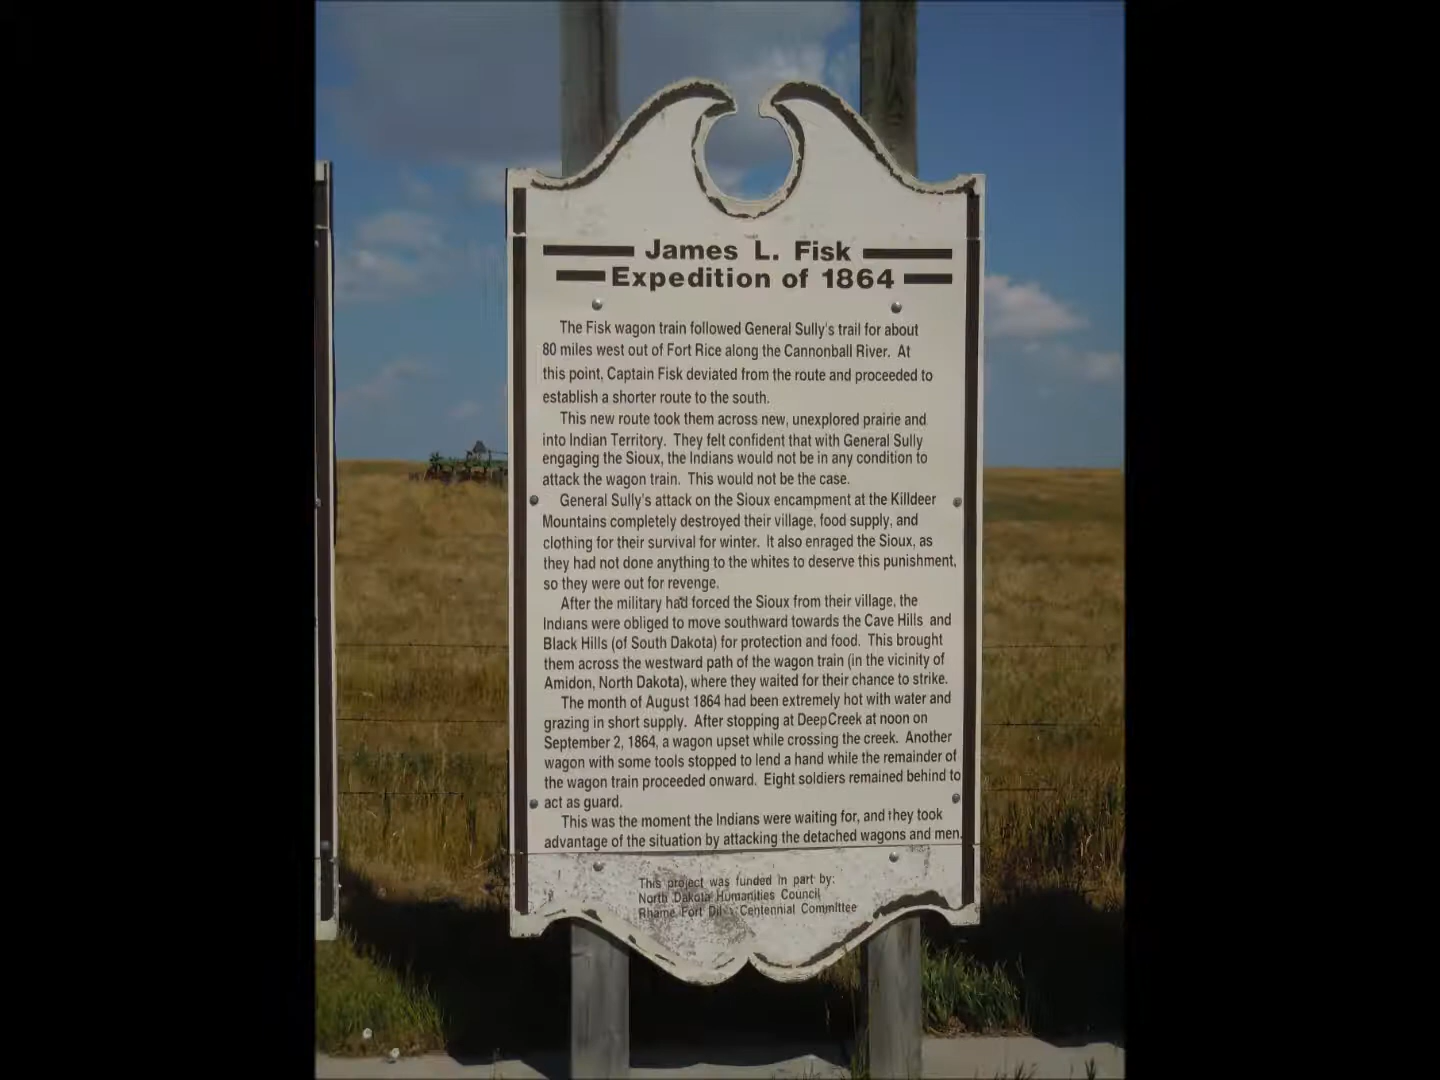 James L. Fisk
Expedition of 1864
The Fisk wagon train followed General Sully's trail for about
80 miles west out of Fort Rice along the Cannonball River. At
this point, Captain Fisk deviated from the route and proceeded to
establish a shorter route to the south.
This new route took them across new, unexplored prairie and
into Indian Territory. They felt confident that with General Sully
engaging the Sioux, the Indians would not be in any condition to
attack the wagon train. This would not be the case.
General Sully's attack on the Sioux encampment at the Killdeer
Mountains completely destroyed their village, food supply, and
clothing for their survival for winter. It also enraged the Sioux, as
they had not done anything to the whites to deserve this punishment,
so they were out for revenge.
After the military had forced the Sioux from their village, the
Indians were obliged to move southward towards the Cave Hills and
Black Hills (of South Dakota) for protection and food. This brought
them across the westward path of the wagon train (in the vicinity of
Amidon, North Dakota), where they waited for their chance to strike.
The month of August 1864 had been extremely hot with water and
grazing in short supply. After stopping at DeepCreek at noon on
September 2, 1864, a wagon upset while crossing the creek. Another
wagon with some tools stopped to lend a hand while the remainder of
the wagon train proceeded onward. Eight soldiers remained behind to
act as guard.
This was the moment the Indians were waiting for, and they took
advantage of the situation by attacking the detached wagons and men.
This project was funded in part by:
North Dakota Humanities Council
Rhame Fort Centennial Committee